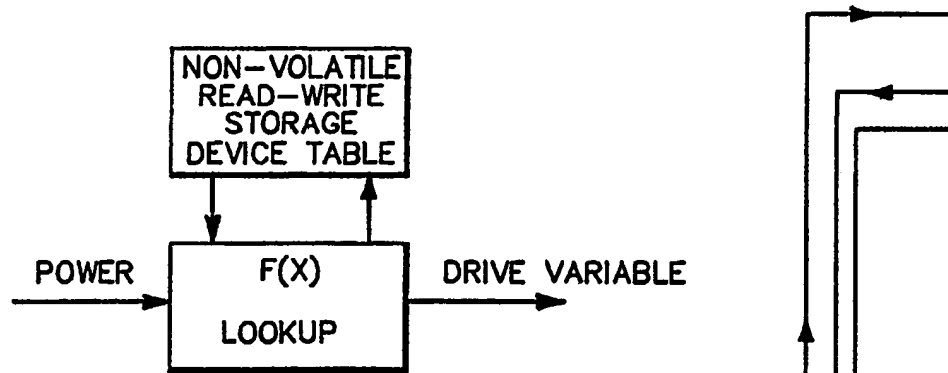 NON-VOLATILE
READ-WRITE
STORAGE
DEVICE TABLE
POWER
F(X)
LOOKUP
DRIVE VARIABLE